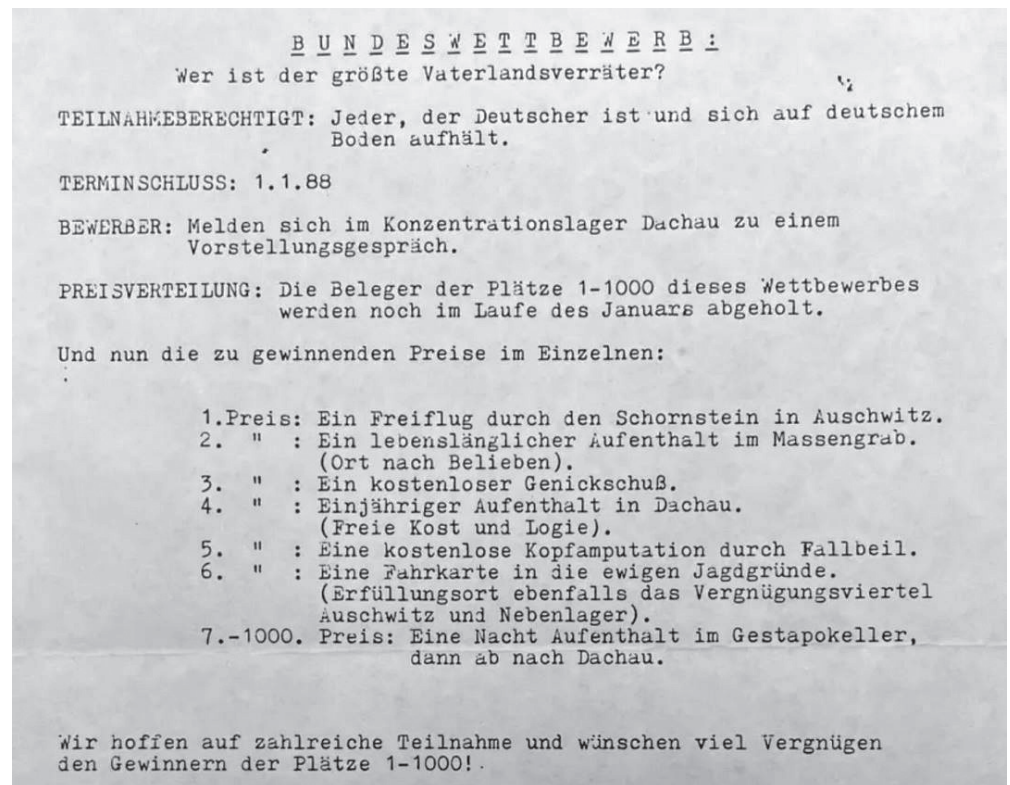 BUNDESWETTBEWERB:
Wer ist der größte Vaterlandsverräter?
TEILNAHMEBERECHTIGT: Jeder, der Deutscher ist und sich auf deutschem
Boden aufhält.
TERMINSCHLUSS: 1.1.88
BEWERBER: Melden sich im Konzentrationslager Dachau zu einem
Vorstellungsgespräch.
PREISVERTEILUNG: Die Beleger der Plätze 1-1000 dieses Wettbewerbes
werden noch im Laufe des Januars abgeholt.
Und nun die zu gewinnenden Preise im Einzelnen:
1.Preis: Ein Freiflug durch den Schornstein in Auschwitz.
2. " : Ein lebenslänglicher Aufenthalt im Massengrab.
(Ort nach Belieben).
3. " : Ein kostenloser Genickschuß.
4. " : Einjähriger Aufenthalt in Dachau.
(Freie Kost und Logie).
5. " : Eine kostenlose Kopfamputation durch Fallbeil.
6. " : Eine Fahrkarte in die ewigen Jagdgründe.
(Erfüllungsort ebenfalls das Vergnügungsviertel
Auschwitz und Nebenlager).
7.-1000. Preis: Eine Nacht Aufenthalt im Gestapokeller,
dann ab nach Dachau.
Wir hoffen auf zahlreiche Teilnahme und wünschen viel Vergnügen
den Gewinnern der Plätze 1-1000!